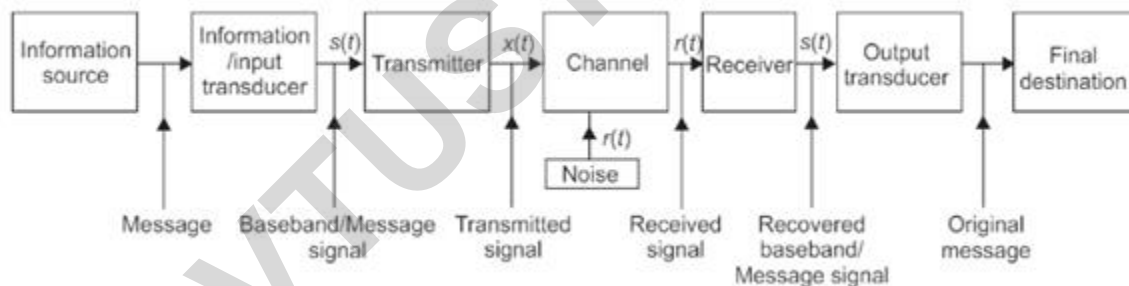 Information
source
Information
/input
transducer
s(t)
Transmitter
x(t)
Channel
r(t)
Receiver
s(t)
Output
transducer
Final
destination
r(t)
Noise
Message
Baseband/Message
signal
Transmitted
signal
Received
signal
Recovered
baseband/
Message signal
Original
message